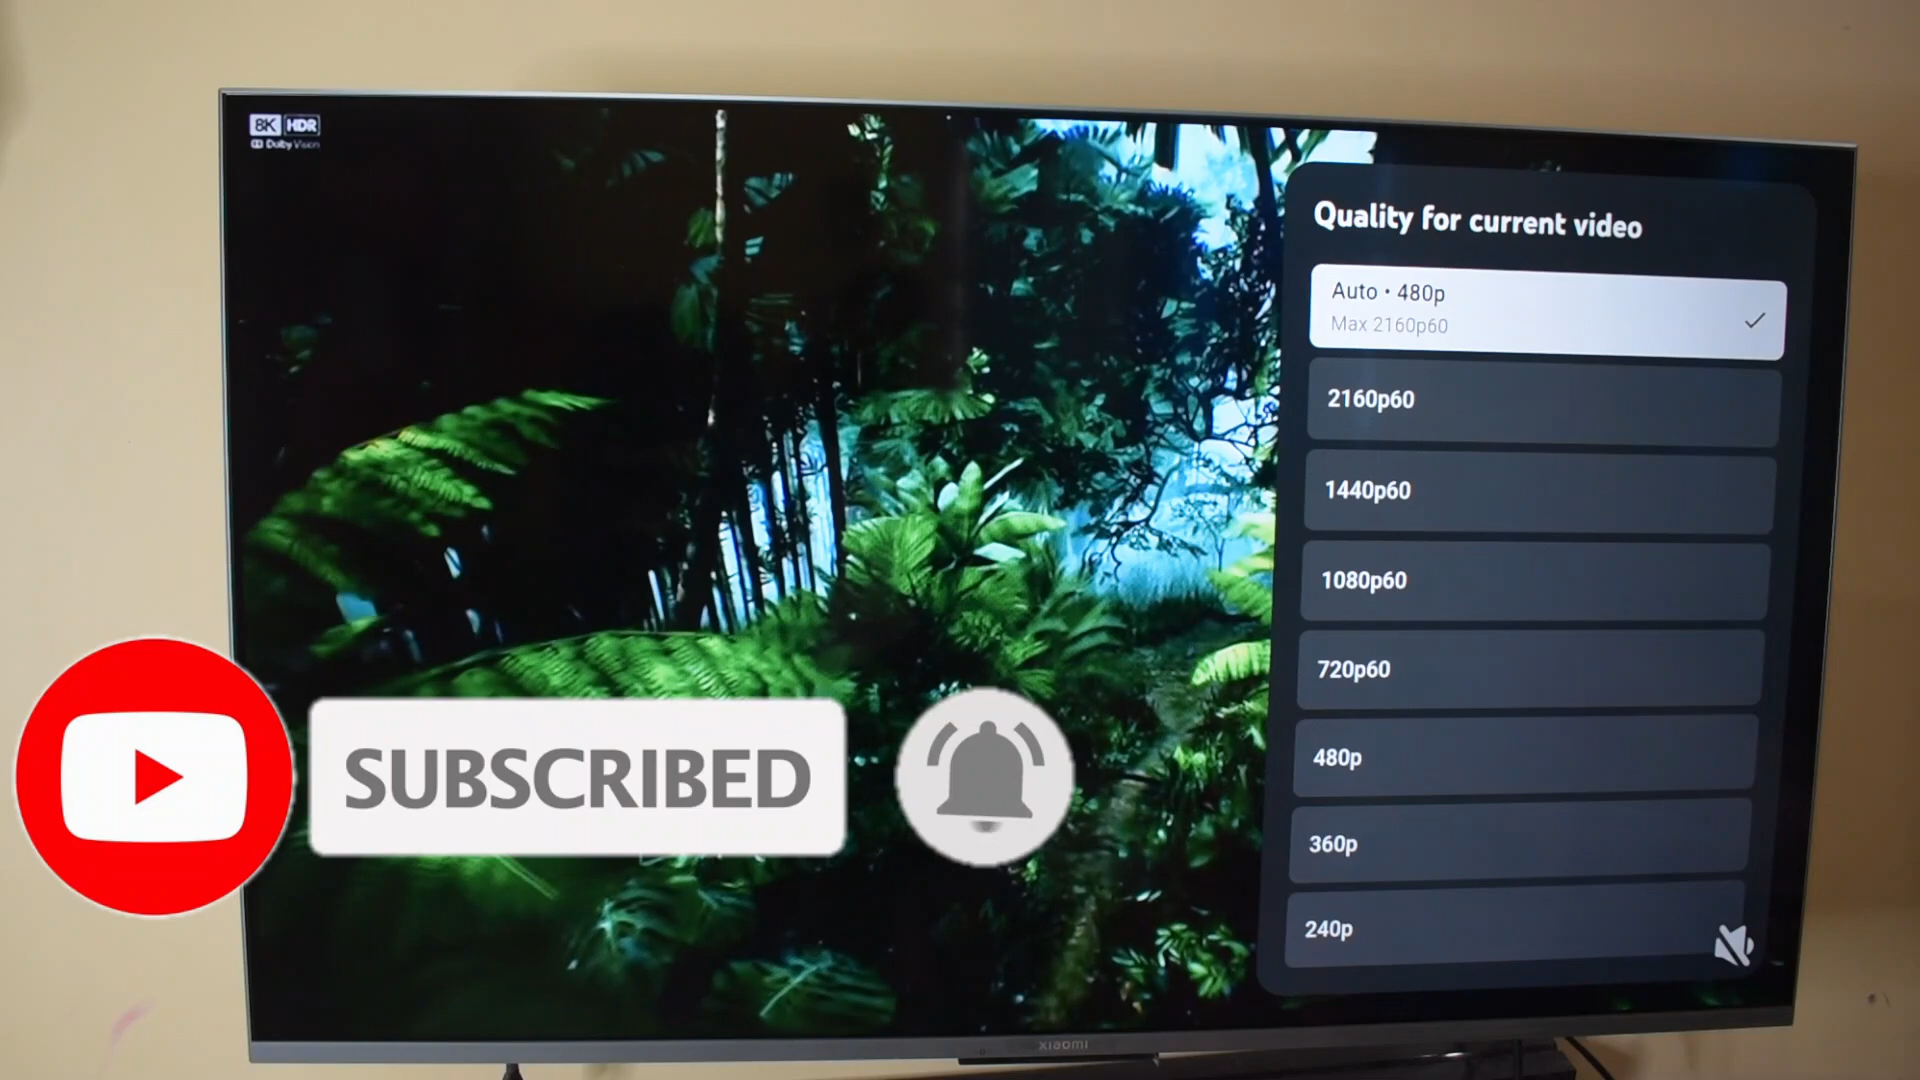 8K HDR
Dolby Vision
Quality for current video
Auto • 480p
Max 2160p60
2160p60
1440p60
1080p60
720p60
480p
360p
240p
SUBSCRIBED
xiaomi